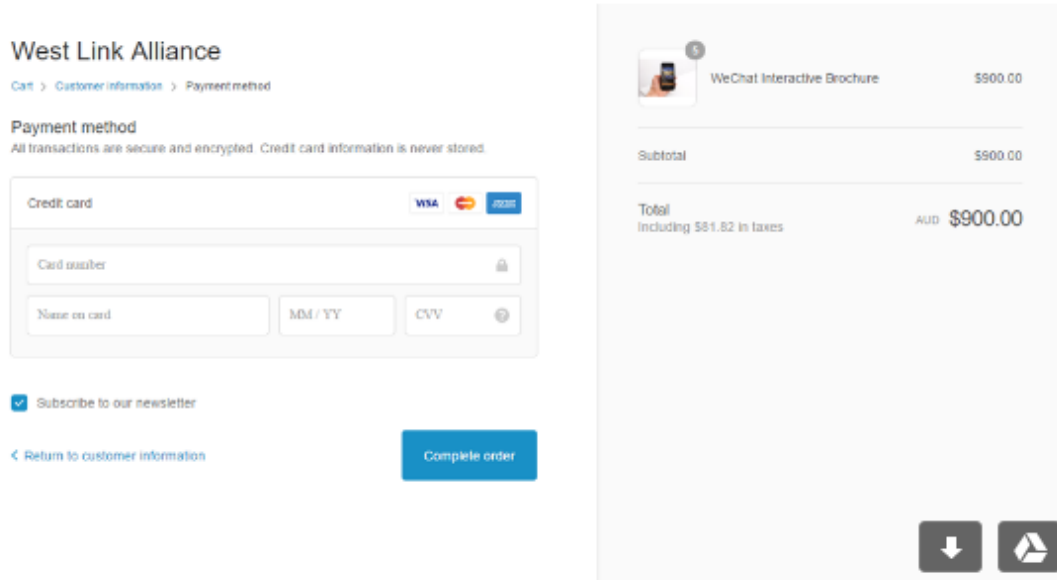 West Link Alliance
Cart > Customer information > Payment method
Payment method
All transactions are secure and encrypted. Credit card information is never stored.
Credit card
VISA
Card number
Name on card
MM / YY
CVV
?
Subscribe to our newsletter
< Return to customer information
Complete order
5
WeChat Interactive Brochure
$900.00
Subtotal
$900.00
Total
AUD $900.00
Including $81.82 in taxes